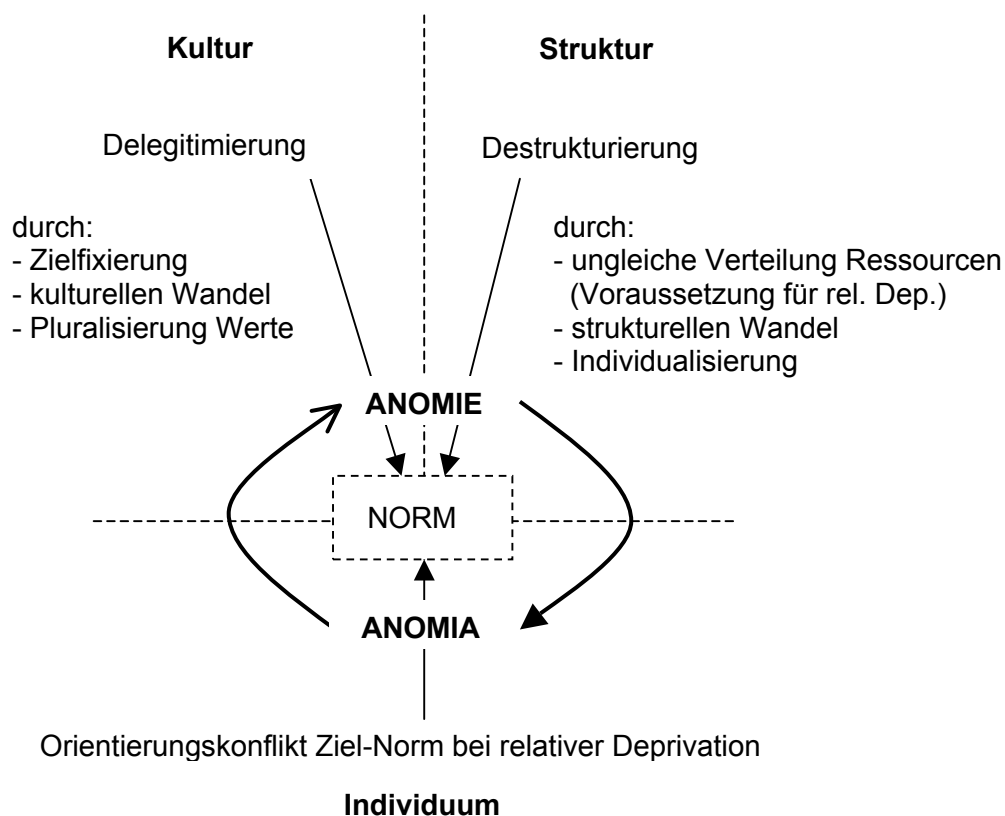 Kultur
Struktur
Delegitimierung
Destrukturierung
durch:
- Zielfixierung
- kulturellen Wandel
- Pluralisierung Werte
durch:
- ungleiche Verteilung Ressourcen
(Voraussetzung für rel. Dep.)
- strukturellen Wandel
- Individualisierung
ANOMIE
NORM
ANOMIA
Orientierungskonflikt Ziel-Norm bei relativer Deprivation
Individuum